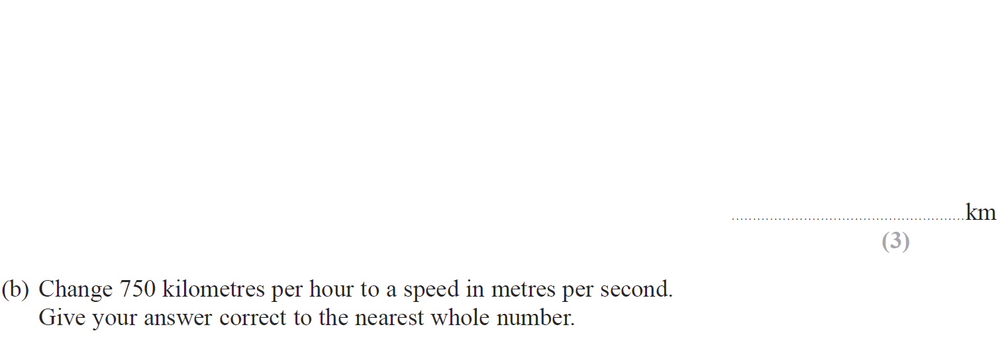 ........................................................km
(3)
(b) Change 750 kilometres per hour to a speed in metres per second.
Give your answer correct to the nearest whole number.